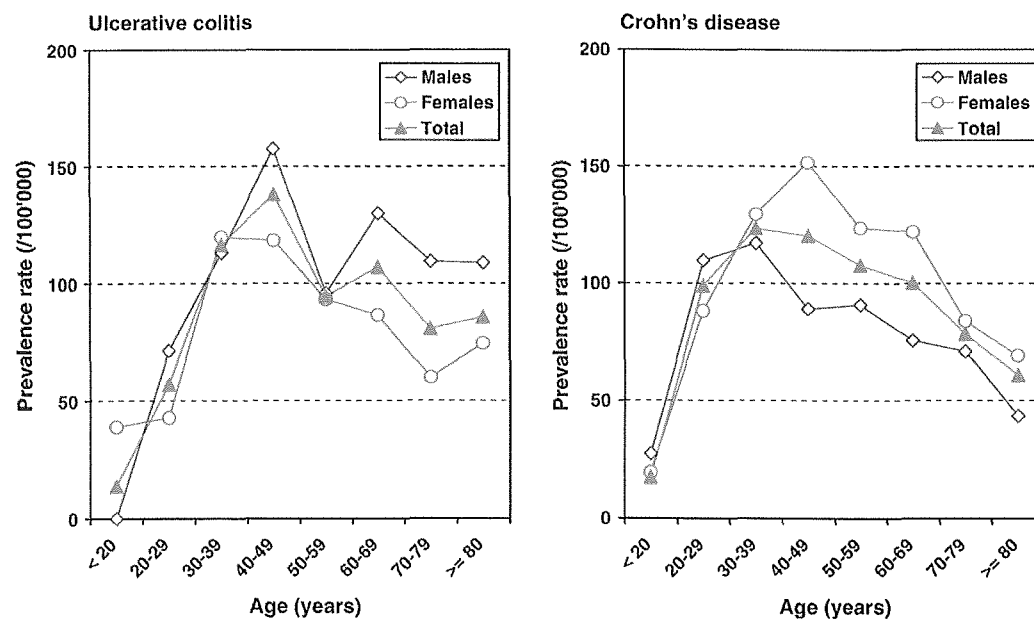 Ulcerative colitis
200
150
100
50
0
Prevalence rate (/100'000)
Males
Females
Total
< 20
20-29
30-39
40-49
50-59
60-69
70-79
>= 80
Age (years)
Crohn's disease
200
150
100
50
0
Prevalence rate (/100'000)
Males
Females
Total
< 20
20-29
30-39
40-49
50-59
60-69
70-79
>= 80
Age (years)